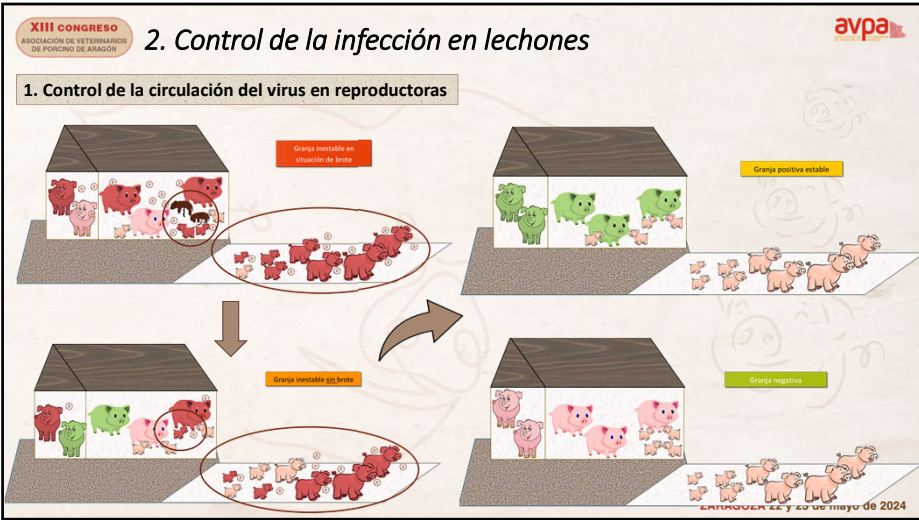 XIII CONGRESO
ASOCIACIÓN DE VETERINARIOS
DE PORCINO DE ARAGÓN
2. Control de la infección en lechones
avpa
1. Control de la circulación del virus en reproductoras
Granja inestable en
situación de brote
Granja positiva estable
Granja inestable sin brote
Granja negativa
ZARAGOZA 22 y 23 de mayo de 2024